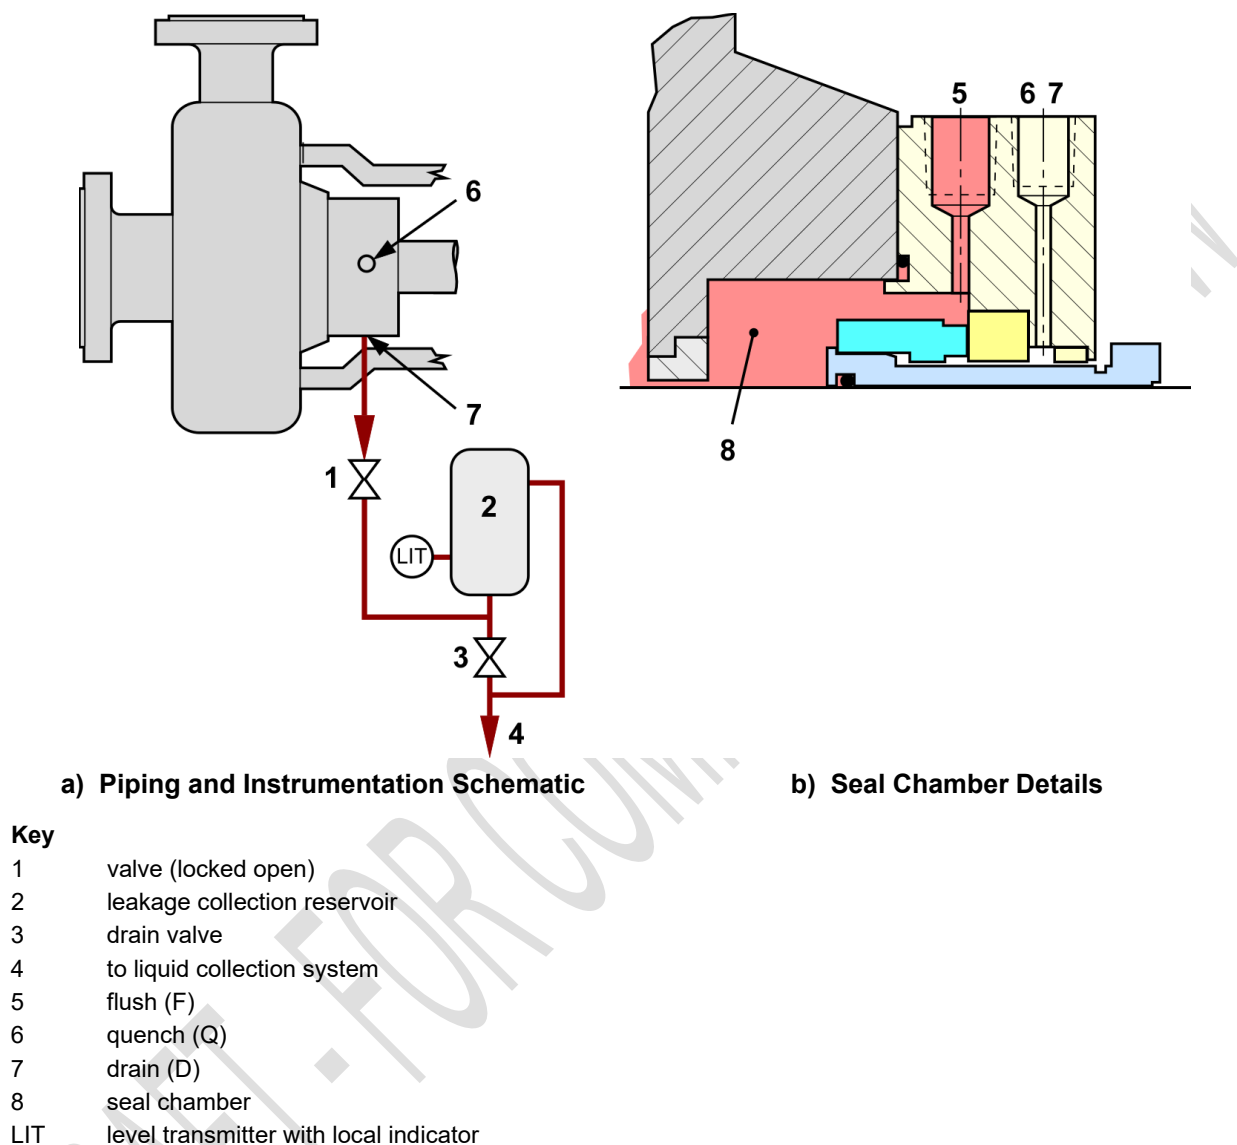 5
6 7
6
7
8
1
2
LIT
3
4
a) Piping and Instrumentation Schematic
b) Seal Chamber Details
Key
1 valve (locked open)
2 leakage collection reservoir
3 drain valve
4 to liquid collection system
5 flush (F)
6 quench (Q)
7 drain (D)
8 seal chamber
LIT level transmitter with local indicator